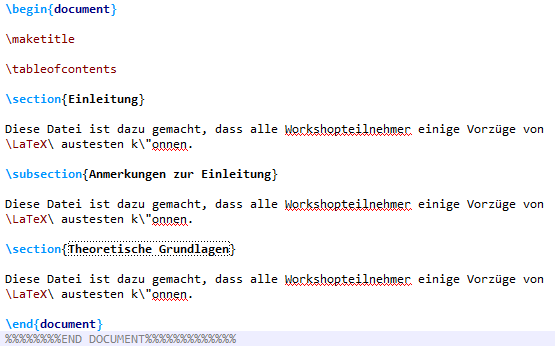 \begin{document}
\maketitle
\tableofcontents
\section{Einleitung}
Diese Datei ist dazu gemacht, dass alle Workshopteilnehmer einige Vorzüge von
\LaTeX\ austesten k\"onnen.
\subsection{Anmerkungen zur Einleitung}
Diese Datei ist dazu gemacht, dass alle Workshopteilnehmer einige Vorzüge von
\LaTeX\ austesten k\"onnen.
\section{Theoretische Grundlagen}
Diese Datei ist dazu gemacht, dass alle Workshopteilnehmer einige Vorzüge von
\LaTeX\ austesten k\"onnen.
\end{document}
%%%%%%%%END DOCUMENT%%%%%%%%%%%%%